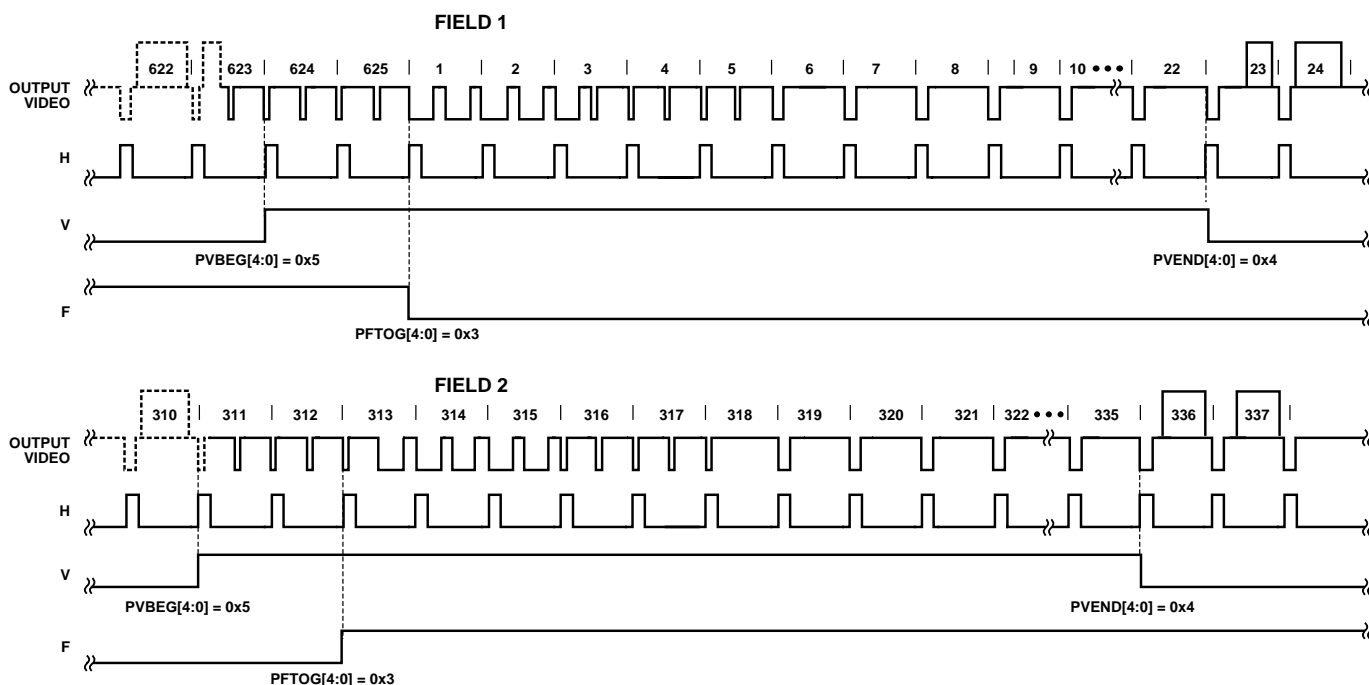 FIELD 1
622 623 624 625 1 2 3 4 5 6 7 8 9 10 ••• 22 23 24
OUTPUT
VIDEO
H
V
PVBEG[4:0] = 0x5 PVEND[4:0] = 0x4
F
PFTOG[4:0] = 0x3
FIELD 2
310 311 312 313 314 315 316 317 318 319 320 321 322 ••• 335 336 337
OUTPUT
VIDEO
H
V
PVBEG[4:0] = 0x5 PVEND[4:0] = 0x4
F
PFTOG[4:0] = 0x3